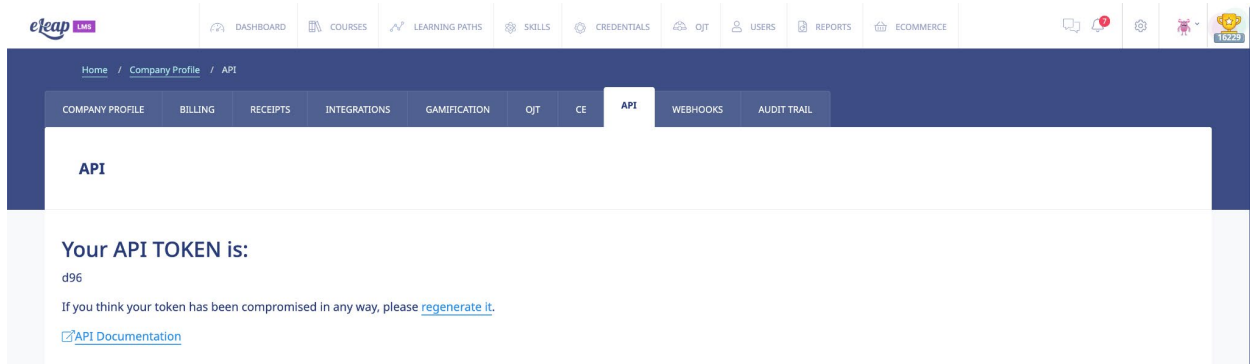 eleap LMS
DASHBOARD COURSES LEARNING PATHS SKILLS CREDENTIALS OJT USERS REPORTS ECOMMERCE 7 16229
Home / Company Profile / API
COMPANY PROFILE BILLING RECEIPTS INTEGRATIONS GAMIFICATION OJT CE API WEBHOOKS AUDIT TRAIL
API
Your API TOKEN is:
d96
If you think your token has been compromised in any way, please regenerate it.
API Documentation